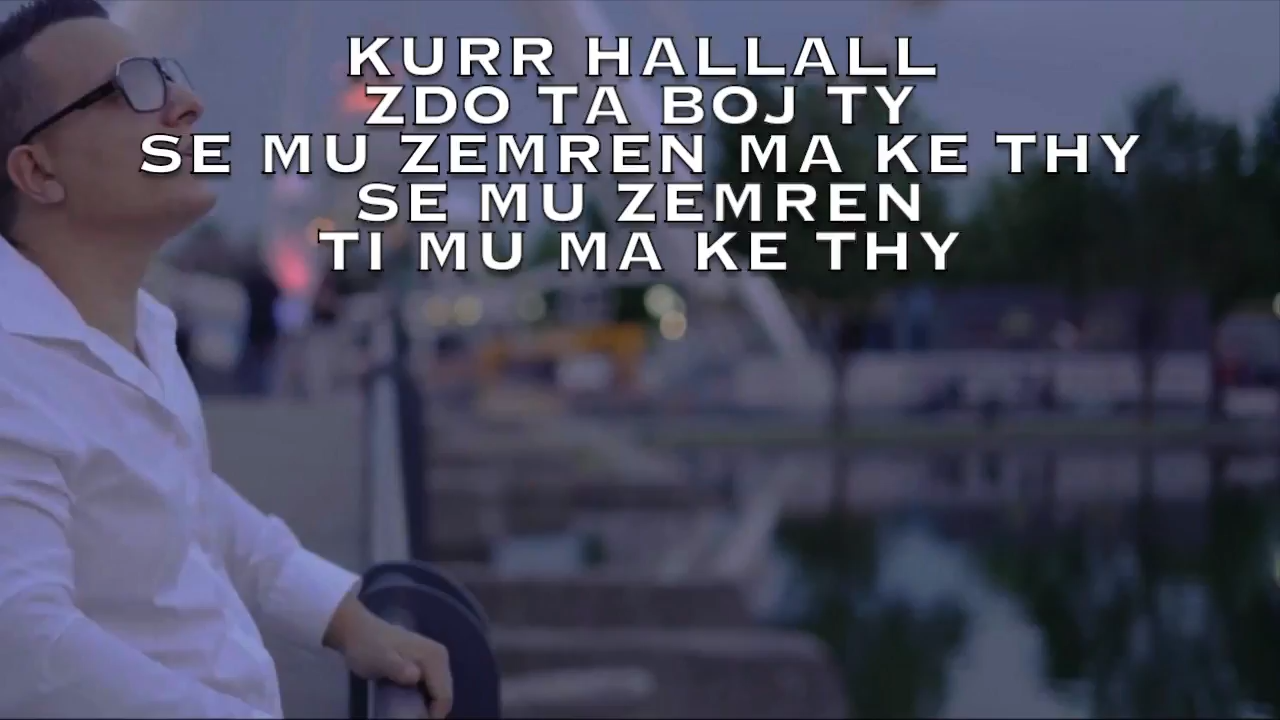 KURR HALLALL
ZDO TA BOJ TY
SE MU ZEMREN MA KE THY
SE MU ZEMREN
TI MU MA KE THY